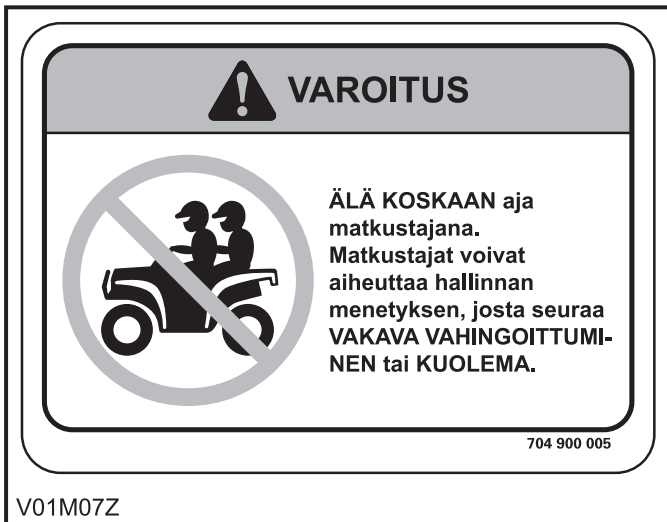 VAROITUS
ÄLÄ KOSKAAN aja
matkustajana.
Matkustajat voivat
aiheuttaa hallinnan
menetyksen, josta seuraa
VAKAVA VAHINGOITTUMI-
NEN tai KUOLEMA.
704 900 005
V01M07Z